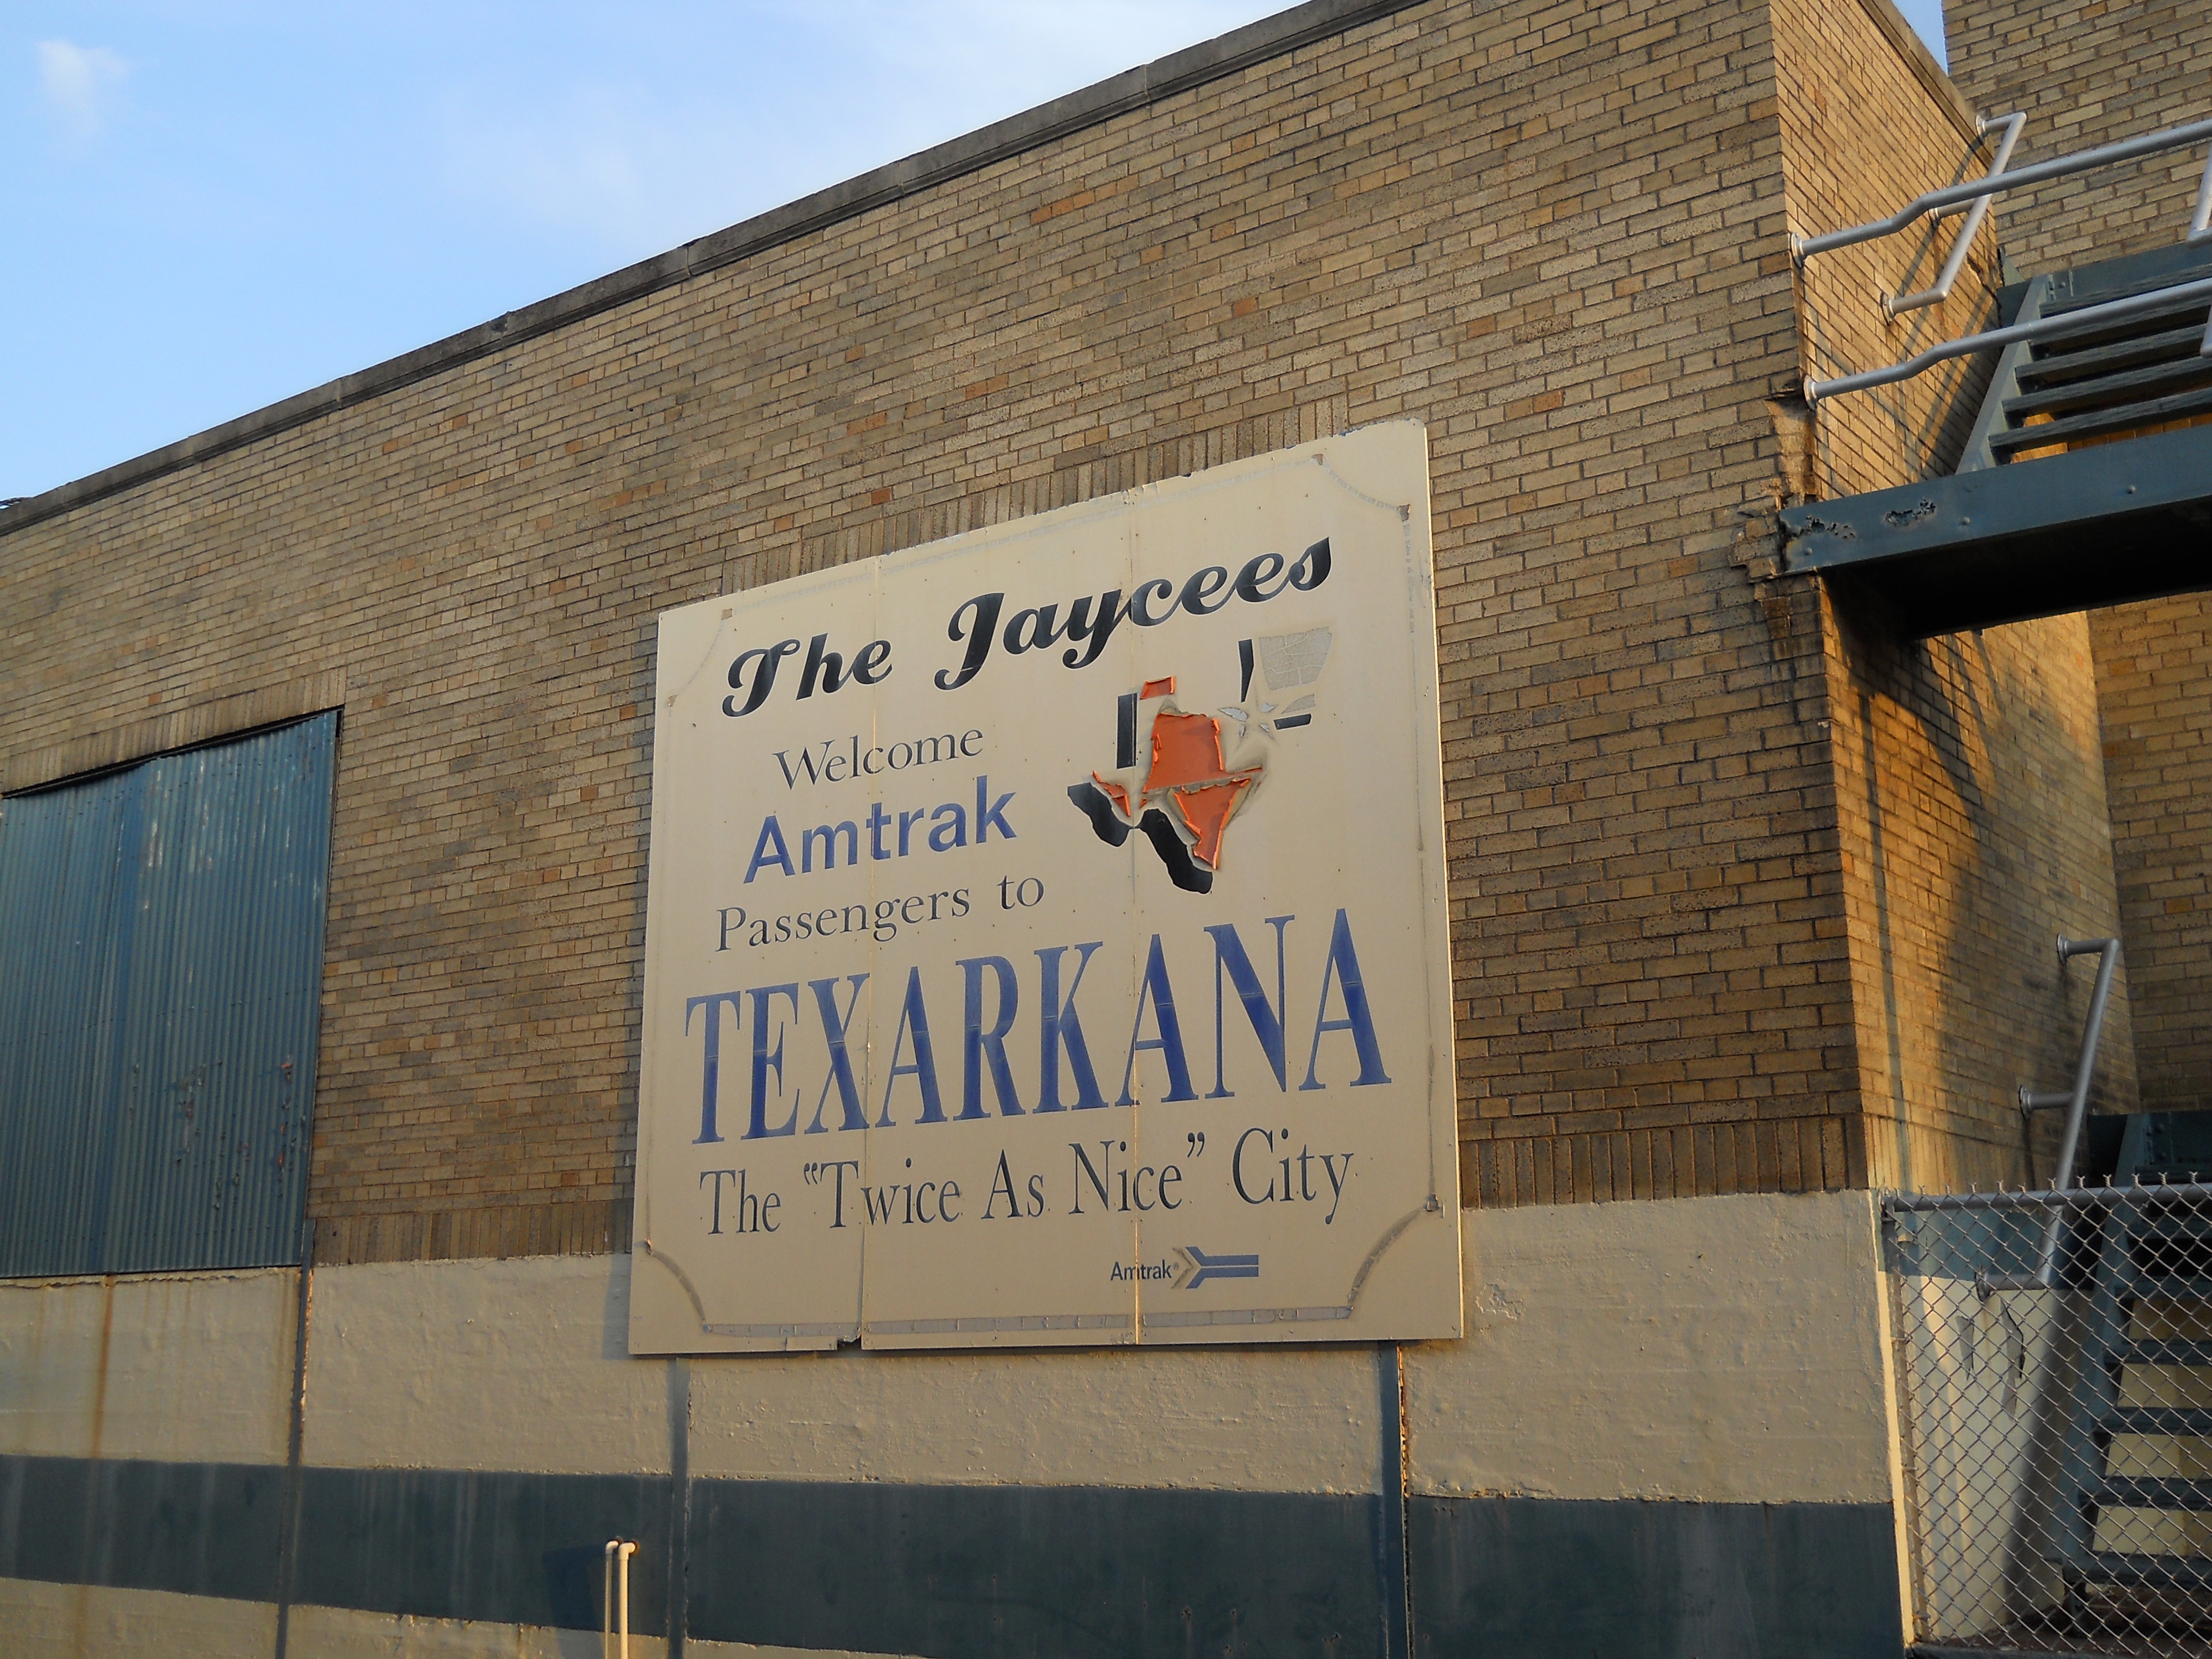 The Jaycees
Welcome
Amtrak
Passengers to
TEXARKANA
The "Twice As Nice" City
Amtrak®